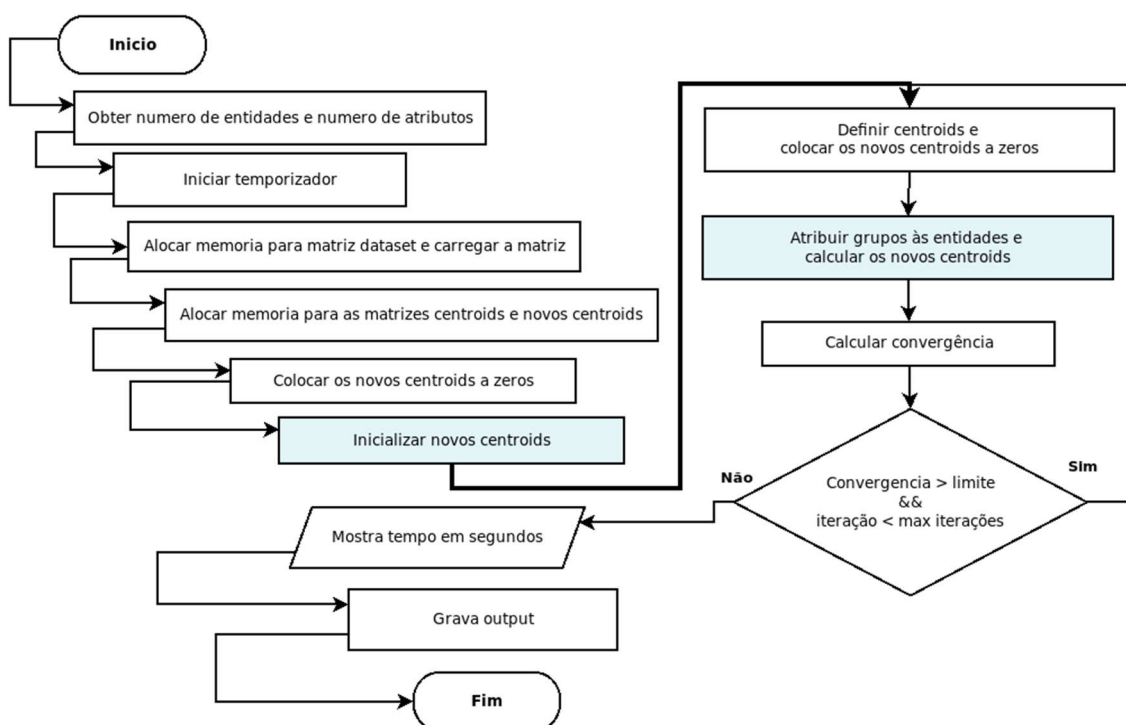 Inicio
Obter numero de entidades e numero de atributos
Iniciar temporizador
Alocar memoria para matriz dataset e carregar a matriz
Alocar memoria para as matrizes centroids e novos centroids
Colocar os novos centroids a zeros
Inicializar novos centroids
Definir centroids e
colocar os novos centroids a zeros
Atribuir grupos às entidades e
calcular os novos centroids
Calcular convergência
Convergencia > limite
&&
iteração < max iterações
Sim
Não
Mostra tempo em segundos
Grava output
Fim